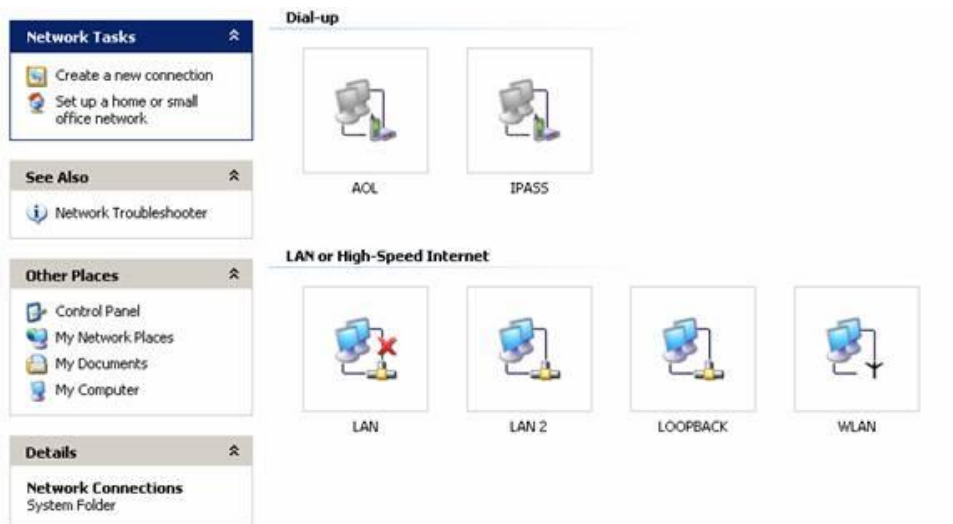 Network Tasks
Create a new connection
Set up a home or small
office network
See Also
Network Troubleshooter
Other Places
Control Panel
My Network Places
My Documents
My Computer
Details
Network Connections
System Folder
Dial-up
AOL
IPASS
LAN or High-Speed Internet
LAN
LAN 2
LOOPBACK
WLAN